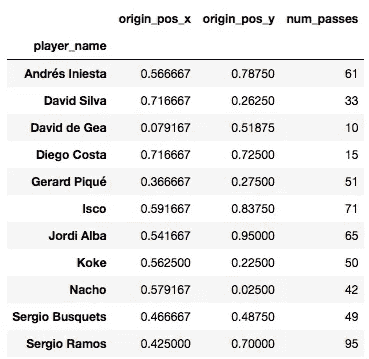 origin_pos_x origin_pos_y num_passes
player_name
Andrés Iniesta 0.566667 0.78750 61
David Silva 0.716667 0.26250 33
David de Gea 0.079167 0.51875 10
Diego Costa 0.716667 0.72500 15
Gerard Piqué 0.366667 0.27500 51
Isco 0.591667 0.83750 71
Jordi Alba 0.541667 0.95000 65
Koke 0.562500 0.22500 50
Nacho 0.579167 0.02500 42
Sergio Busquets 0.466667 0.48750 49
Sergio Ramos 0.425000 0.70000 95